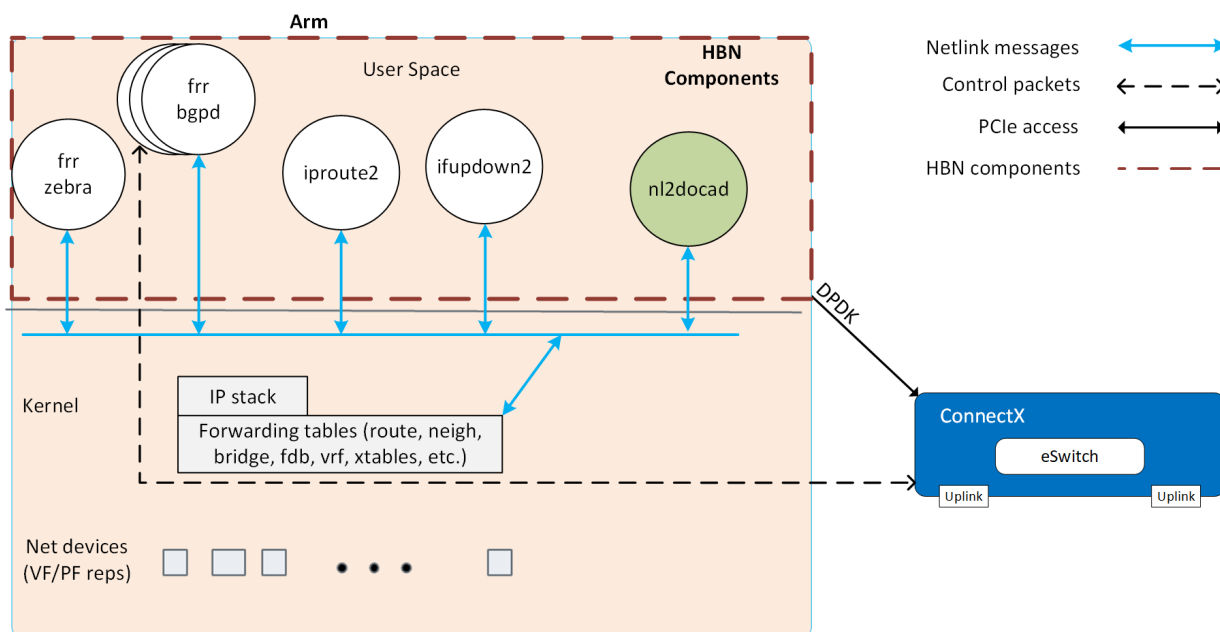 Arm
HBN
Components
User Space
frr
bgpd
frr
zebra
iproute2
ifupdown2
nl2docad
Netlink messages
Control packets
PCIe access
HBN components
DPDK
Kernel
IP stack
Forwarding tables (route, neigh,
bridge, fdb, vrf, xtables, etc.)
ConnectX
eSwitch
Uplink
Uplink
Net devices
(VF/PF reps)